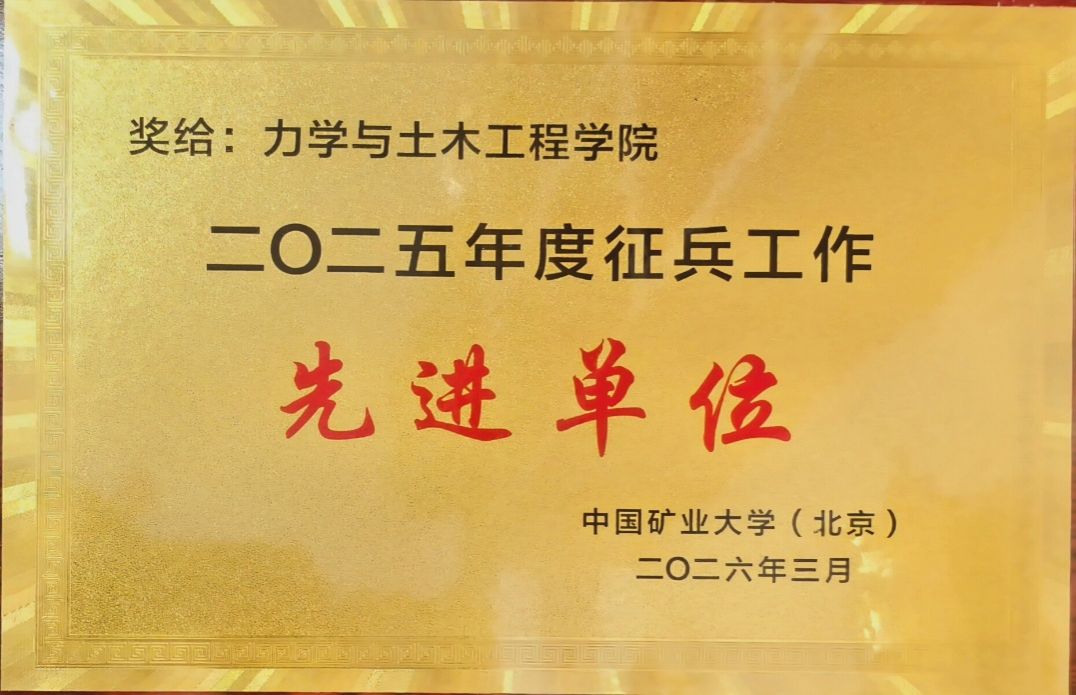 奖给：力学与土木工程学院
二〇二五年度征兵工作
先进单位
中国矿业大学（北京）
二〇二六年三月